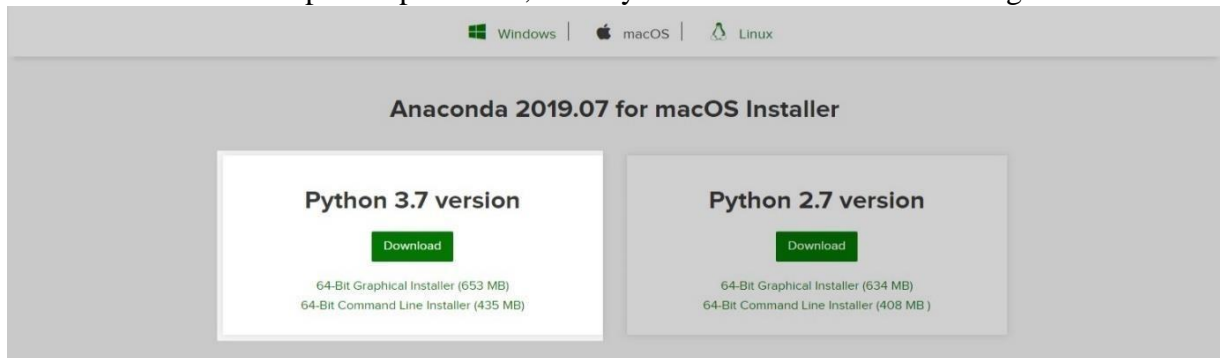 Windows | macOS | Linux
Anaconda 2019.07 for macOS Installer
Python 3.7 version
Download
64-Bit Graphical Installer (653 MB)
64-Bit Command Line Installer (435 MB)
Python 2.7 version
Download
64-Bit Graphical Installer (634 MB)
64-Bit Command Line Installer (408 MB )